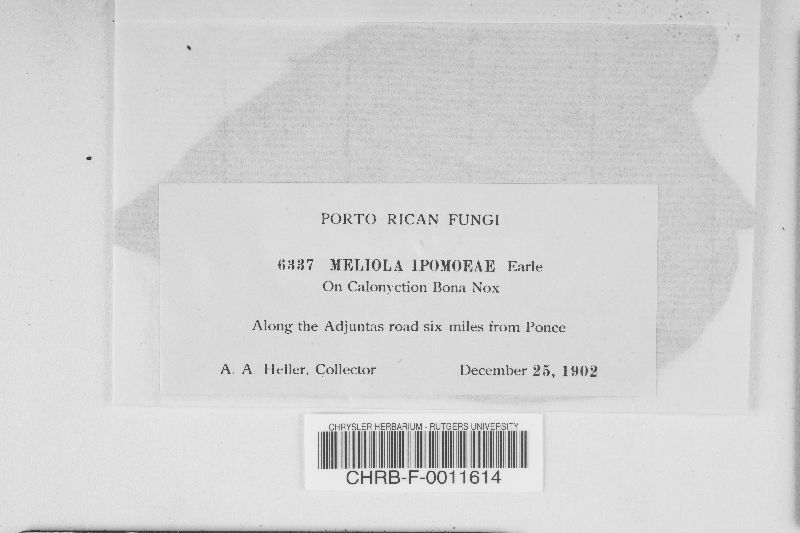 PORTO RICAN FUNGI
6337 MELIOLA IPOMOEAE Earle
On Calonyction Bona Nox
Along the Adjuntas road six miles from Ponce
A. A. Heller, Collector December 25, 1902
CHRYSLER HERBARIUM - RUTGERS UNIVERSITY
CHRB-F-0011614